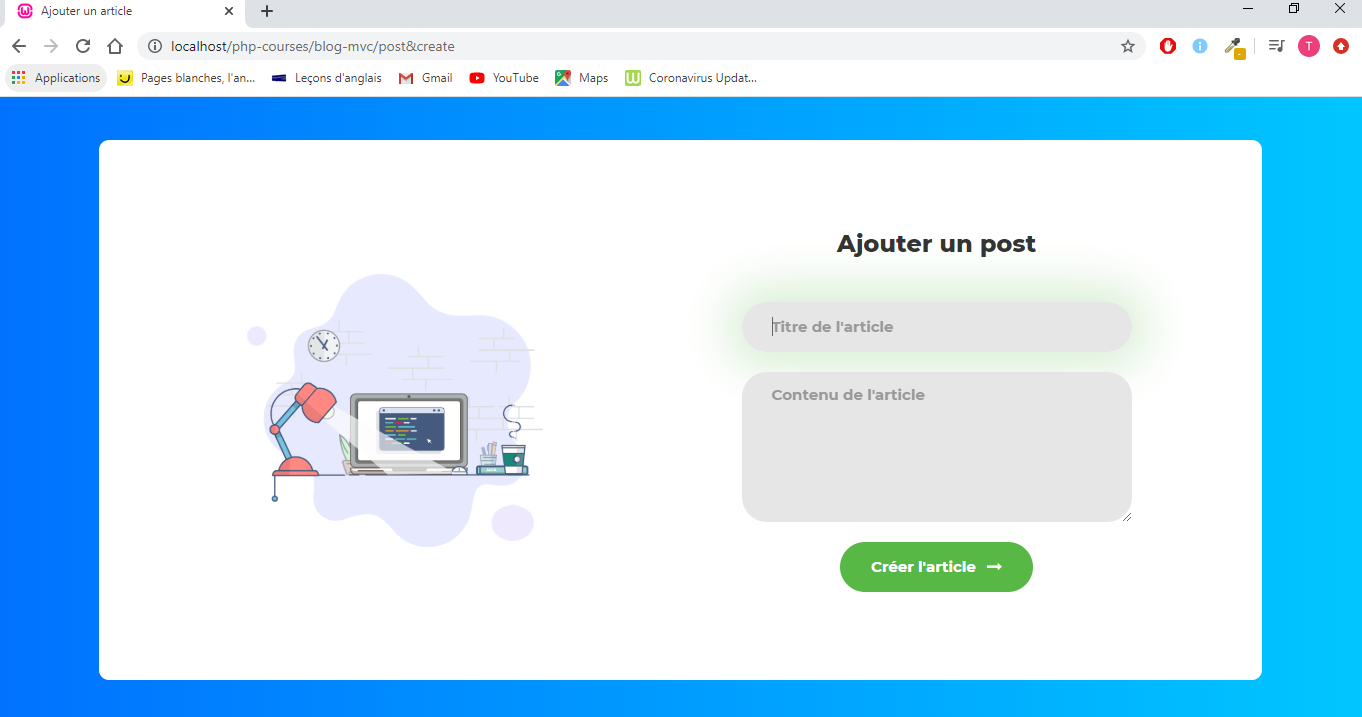 Ajouter un article
localhost/php-courses/blog-mvc/post&create
T
Applications
Pages blanches, l'an...
Leçons d'anglais
Gmail
YouTube
Maps
Coronavirus Updat...
Ajouter un post
Titre de l'article
Contenu de l'article
Créer l'article